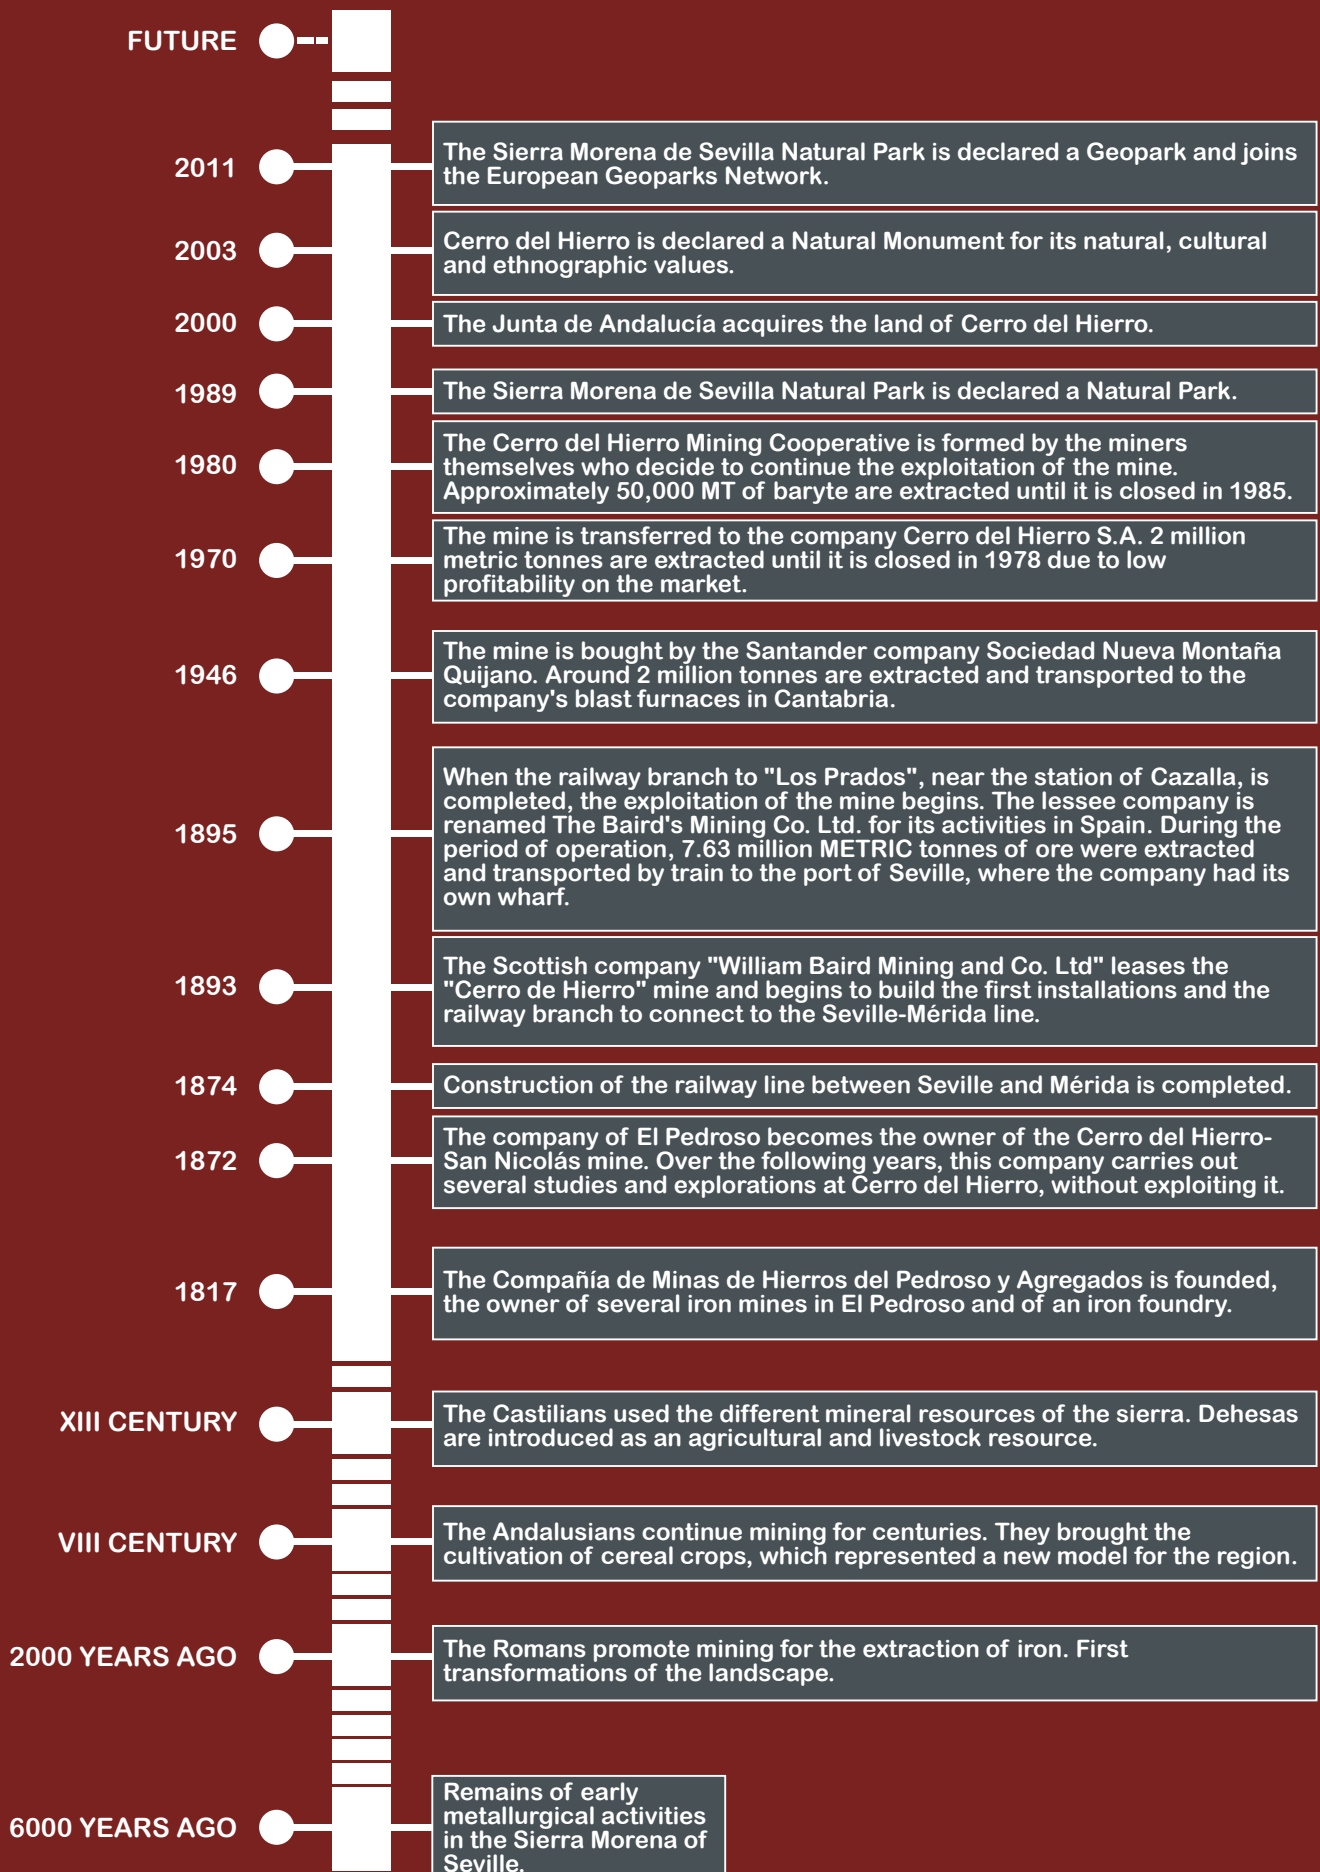 FUTURE
2011
The Sierra Morena de Sevilla Natural Park is declared a Geopark and joins
the European Geoparks Network.
2003
Cerro del Hierro is declared a Natural Monument for its natural, cultural
and ethnographic values.
2000
The Junta de Andalucía acquires the land of Cerro del Hierro.
1989
The Sierra Morena de Sevilla Natural Park is declared a Natural Park.
1980
The Cerro del Hierro Mining Cooperative is formed by the miners
themselves who decide to continue the exploitation of the mine.
Approximately 50,000 MT of baryte are extracted until it is closed in 1985.
1970
The mine is transferred to the company Cerro del Hierro S.A. 2 million
metric tonnes are extracted until it is closed in 1978 due to low
profitability on the market.
1946
The mine is bought by the Santander company Sociedad Nueva Montaña
Quijano. Around 2 million tonnes are extracted and transported to the
company's blast furnaces in Cantabria.
1895
When the railway branch to "Los Prados", near the station of Cazalla, is
completed, the exploitation of the mine begins. The lessee company is
renamed The Baird's Mining Co. Ltd. for its activities in Spain. During the
period of operation, 7.63 million METRIC tonnes of ore were extracted
and transported by train to the port of Seville, where the company had its
own wharf.
1893
The Scottish company "William Baird Mining and Co. Ltd" leases the
"Cerro de Hierro" mine and begins to build the first installations and the
railway branch to connect to the Seville-Mérida line.
1874
Construction of the railway line between Seville and Mérida is completed.
1872
The company of El Pedroso becomes the owner of the Cerro del Hierro-
San Nicolás mine. Over the following years, this company carries out
several studies and explorations at Cerro del Hierro, without exploiting it.
1817
The Compañía de Minas de Hierros del Pedroso y Agregados is founded,
the owner of several iron mines in El Pedroso and of an iron foundry.
XIII CENTURY
The Castilians used the different mineral resources of the sierra. Dehesas
are introduced as an agricultural and livestock resource.
VIII CENTURY
The Andalusians continue mining for centuries. They brought the
cultivation of cereal crops, which represented a new model for the region.
2000 YEARS AGO
The Romans promote mining for the extraction of iron. First
transformations of the landscape.
6000 YEARS AGO
Remains of early
metallurgical activities
in the Sierra Morena of
Seville.